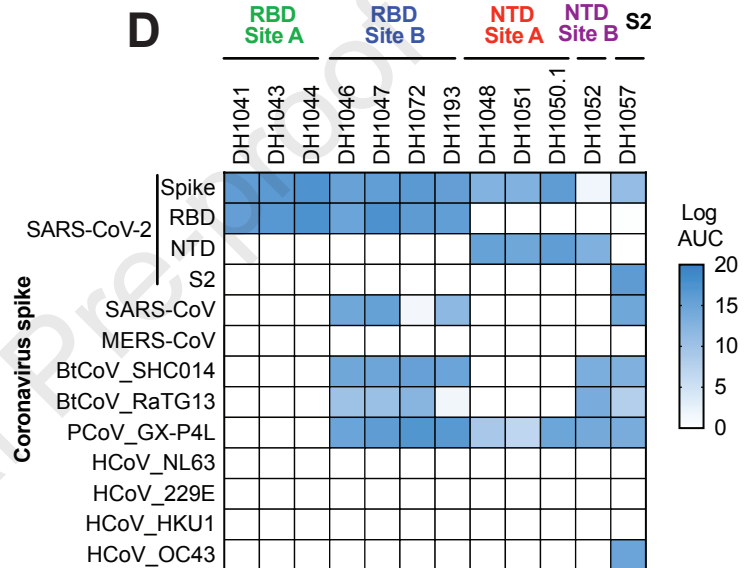 D
RBD
Site A
RBD
Site B
NTD
Site A
NTD
Site B
S2
DH1041
DH1043
DH1044
DH1046
DH1047
DH1072
DH1193
DH1048
DH1051
DH1050.1
DH1052
DH1057
Coronavirus spike
SARS-CoV-2
Spike
RBD
NTD
S2
SARS-CoV
MERS-CoV
BtCoV_SHC014
BtCoV_RaTG13
PCoV_GX-P4L
HCoV_NL63
HCoV_229E
HCoV_HKU1
HCoV_OC43
Log
AUC
20
15
10
5
0
Pre-proof